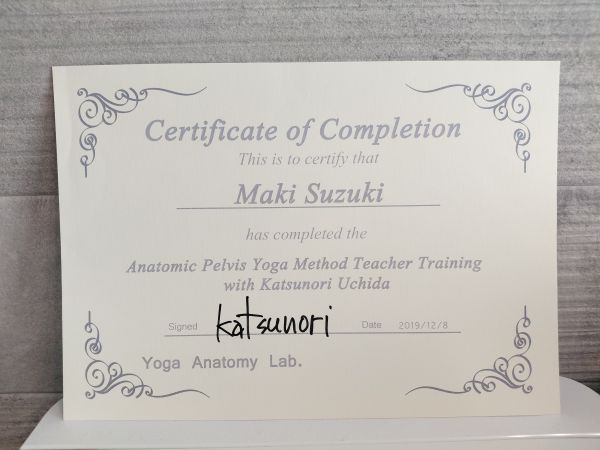 Certificate of Completion
This is to certify that
Maki Suzuki
has completed the
Anatomic Pelvis Yoga Method Teacher Training
with Katsunori Uchida
Signed Katsunori Date 2019/12/8
Yoga Anatomy Lab.